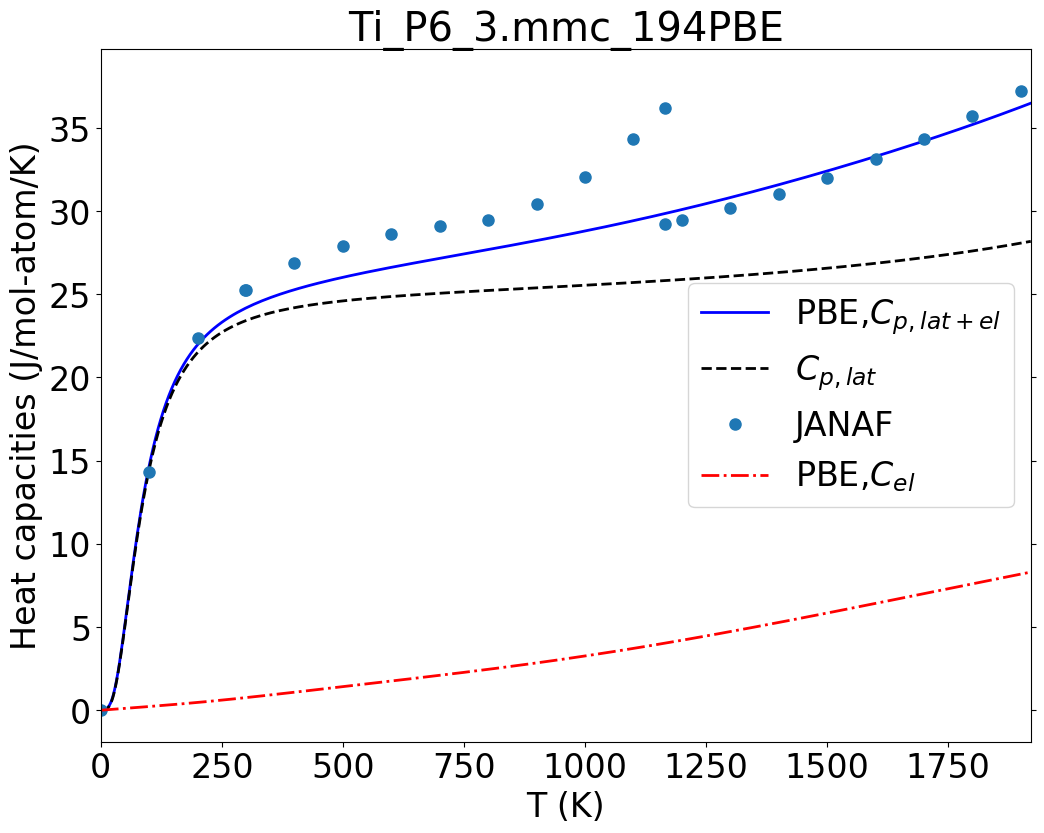 Ti_P6_3.mmc_194PBE
Heat capacities (J/mol-atom/K)
35
30
25
20
15
10
5
0
0 250 500 750 1000 1250 1500 1750
T (K)
PBE,C_{p,lat+el}
C_{p,lat}
JANAF
PBE,C_{el}